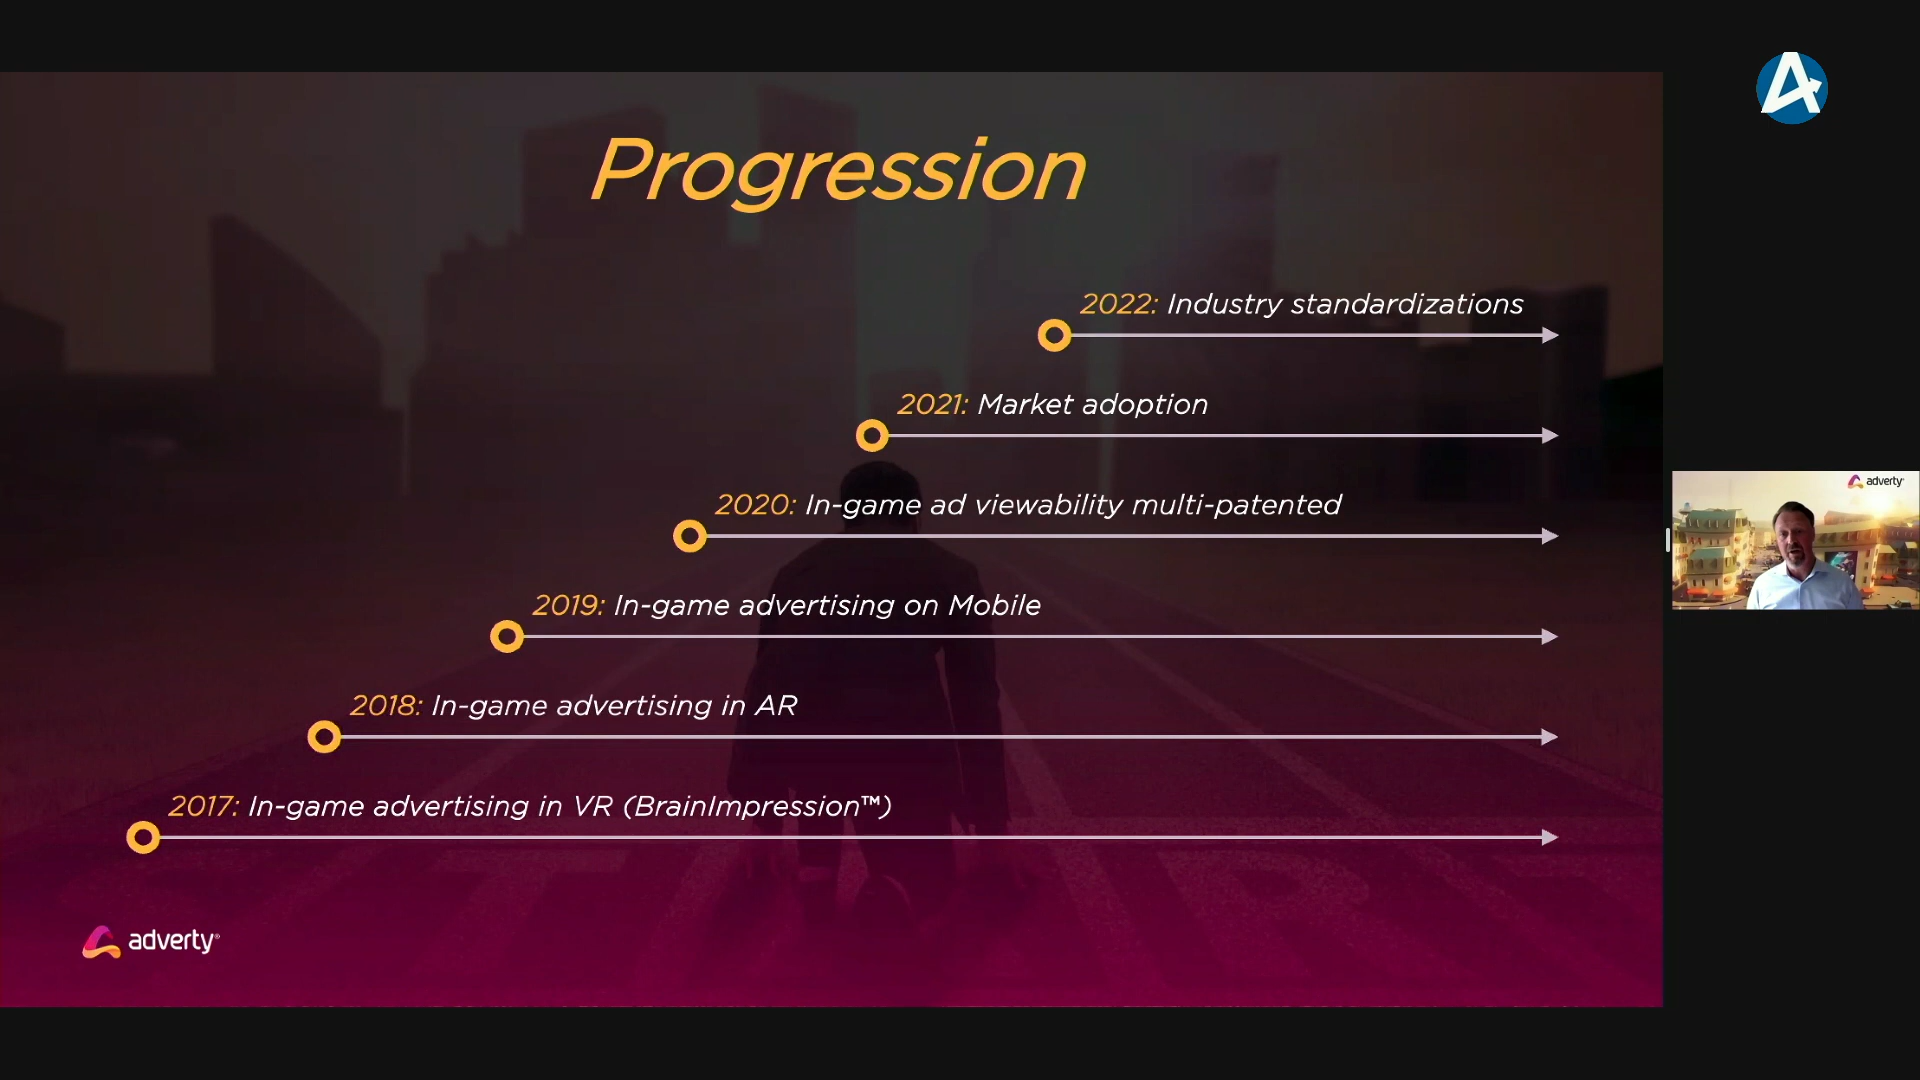 Progression
2022: Industry standardizations
2021: Market adoption
2020: In-game ad viewability multi-patented
2019: In-game advertising on Mobile
2018: In-game advertising in AR
2017: In-game advertising in VR (BrainImpression™)
adverty®
adverty®